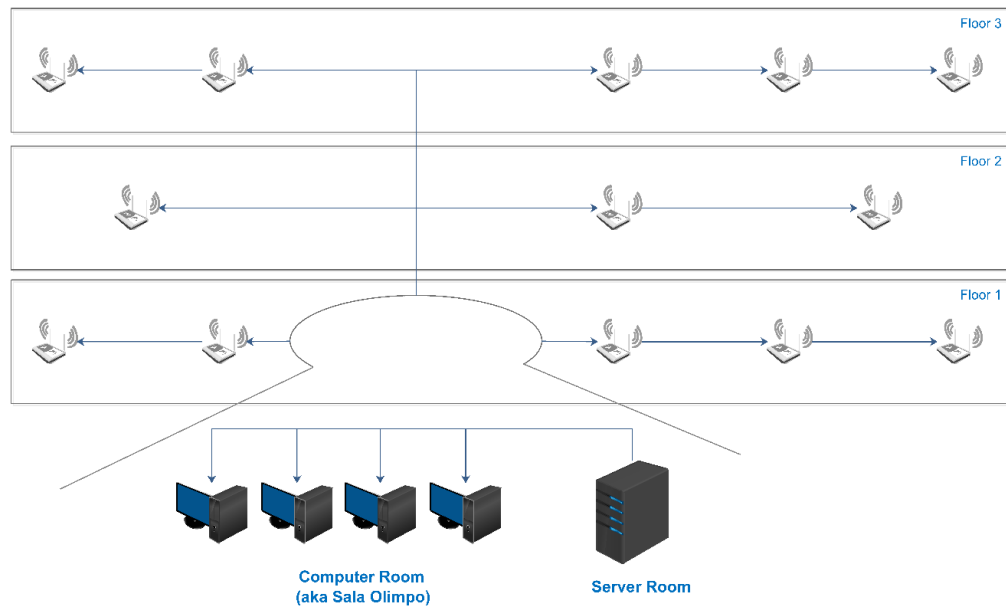 Floor 3
Floor 2
Floor 1
Computer Room
(aka Sala Olimpo)
Server Room